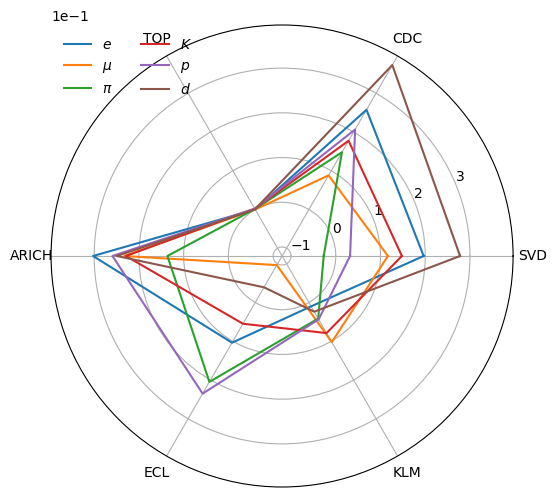 1e−1
e K
μ p
π d
TOP CDC
3
2
1
0
−1
ARICH SVD
ECL KLM